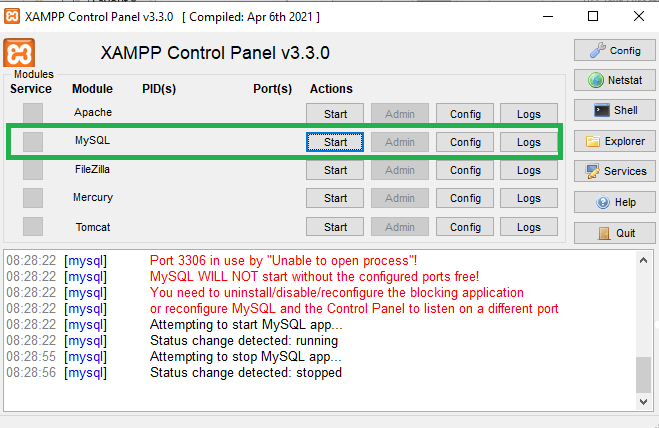 XAMPP Control Panel v3.3.0 [ Compiled: Apr 6th 2021 ]
XAMPP Control Panel v3.3.0
Config
Netstat
Shell
Explorer
Services
Help
Quit
Modules
Service Module PID(s) Port(s) Actions
Apache Start Admin Config Logs
MySQL Start Admin Config Logs
FileZilla Start Admin Config Logs
Mercury Start Admin Config Logs
Tomcat Start Admin Config Logs
08:28:22 [mysql] Port 3306 in use by "Unable to open process"!
08:28:22 [mysql] MySQL WILL NOT start without the configured ports free!
08:28:22 [mysql] You need to uninstall/disable/reconfigure the blocking application
08:28:22 [mysql] or reconfigure MySQL and the Control Panel to listen on a different port
08:28:22 [mysql] Attempting to start MySQL app...
08:28:22 [mysql] Status change detected: running
08:28:55 [mysql] Attempting to stop MySQL app...
08:28:56 [mysql] Status change detected: stopped